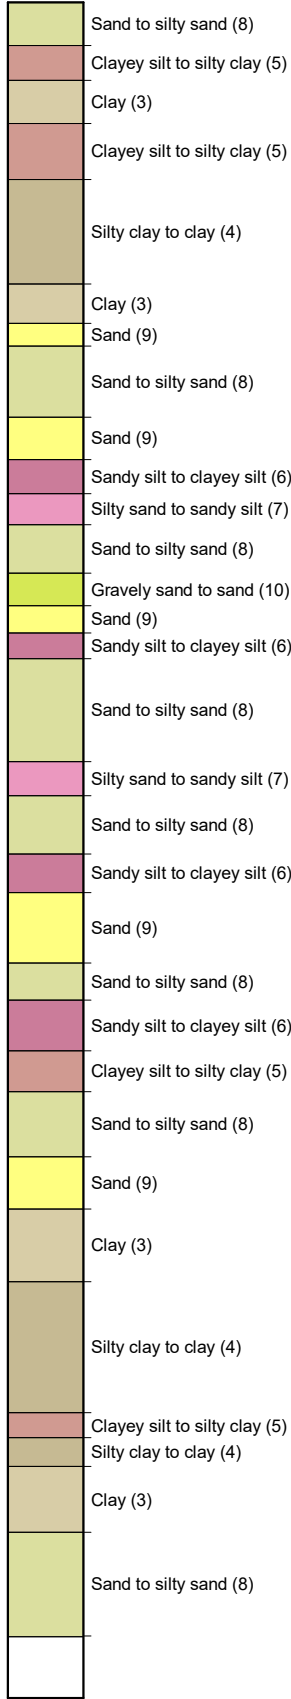 Sand to silty sand (8)
Clayey silt to silty clay (5)
Clay (3)
Clayey silt to silty clay (5)
Silty clay to clay (4)
Clay (3)
Sand (9)
Sand to silty sand (8)
Sand (9)
Sandy silt to clayey silt (6)
Silty sand to sandy silt (7)
Sand to silty sand (8)
Gravely sand to sand (10)
Sand (9)
Sandy silt to clayey silt (6)
Sand to silty sand (8)
Silty sand to sandy silt (7)
Sand to silty sand (8)
Sandy silt to clayey silt (6)
Sand (9)
Sand to silty sand (8)
Sandy silt to clayey silt (6)
Clayey silt to silty clay (5)
Sand to silty sand (8)
Sand (9)
Clay (3)
Silty clay to clay (4)
Clayey silt to silty clay (5)
Silty clay to clay (4)
Clay (3)
Sand to silty sand (8)